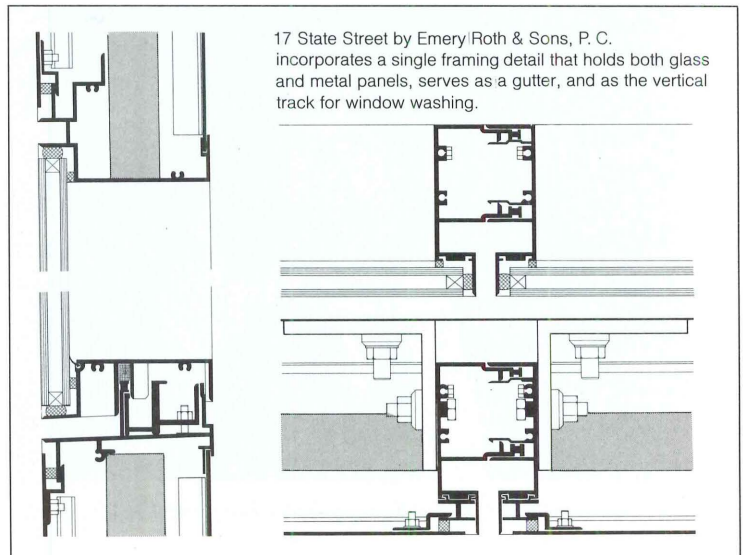 17 State Street by Emery Roth & Sons, P. C.
incorporates a single framing detail that holds both glass
and metal panels, serves as a gutter, and as the vertical
track for window washing.